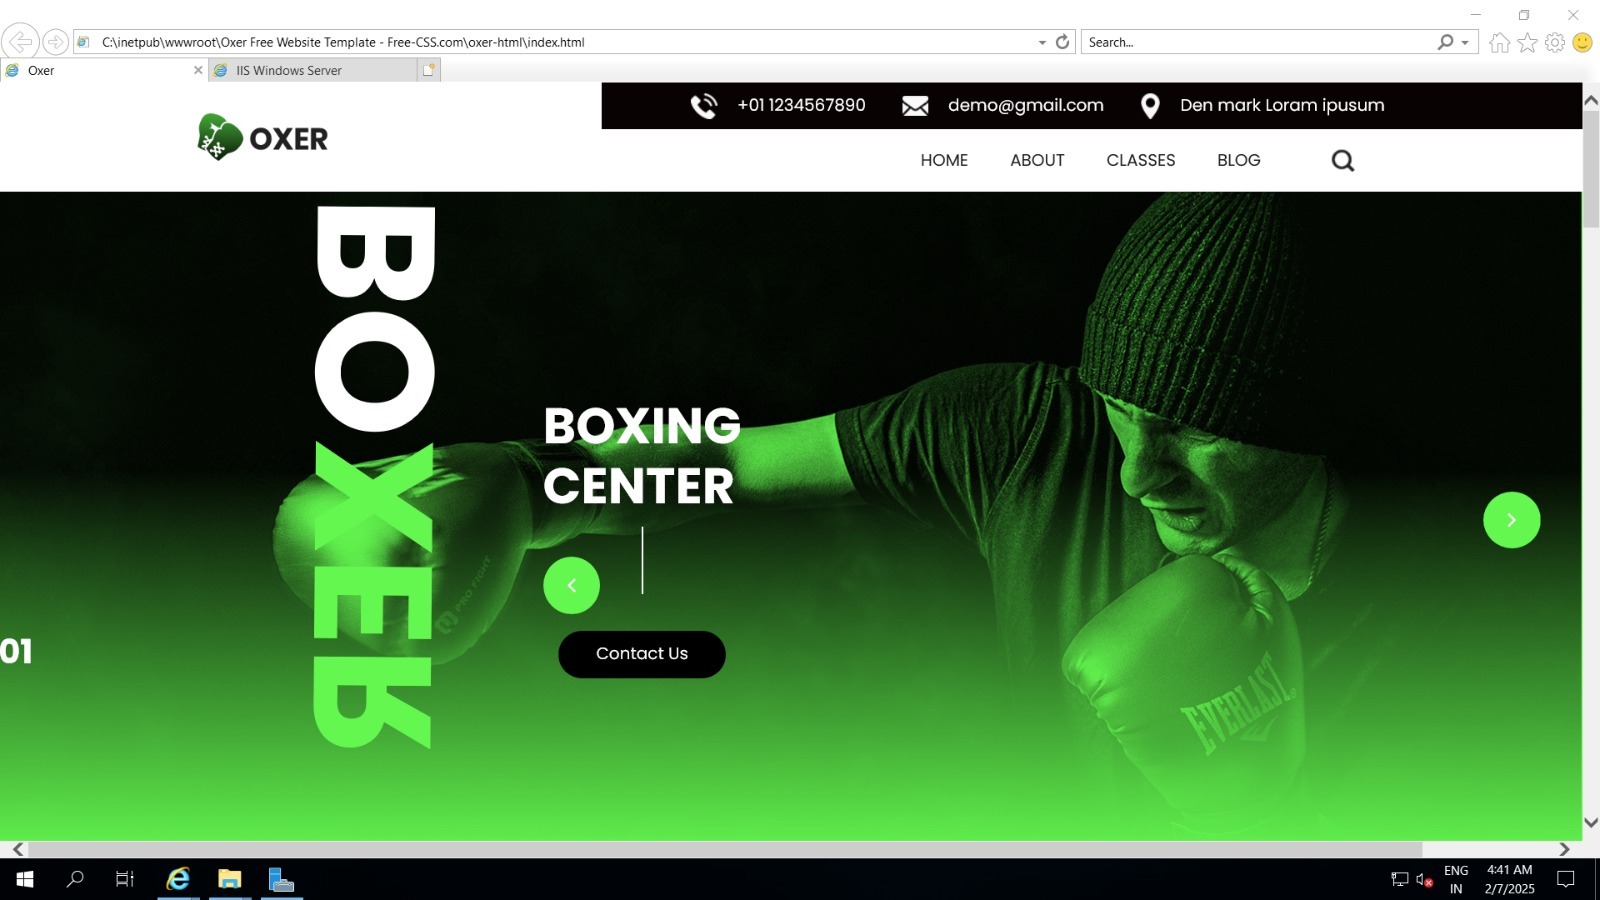 C:\inetpub\wwwroot\Oxer Free Website Template - Free-CSS.com\oxer-html\index.html
Search...
Oxer
IIS Windows Server
+01 1234567890
demo@gmail.com
Den mark Loram ipusum
OXER
HOME
ABOUT
CLASSES
BLOG
BOXER
BOXING
CENTER
PRO FIGHT
01
Contact Us
EVERLAST
ENG
IN
4:41 AM
2/7/2025